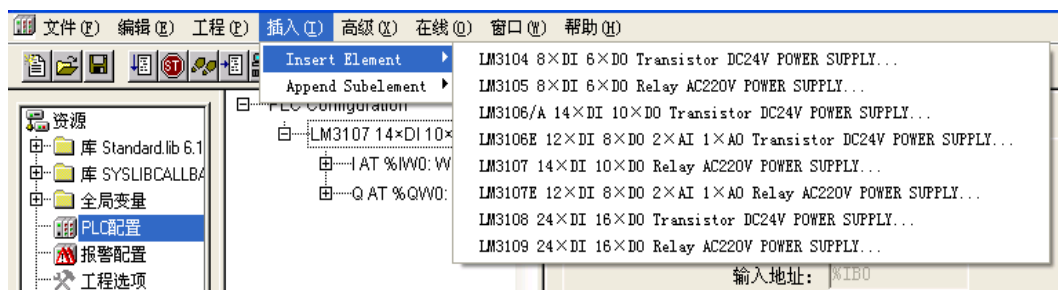 文件(F) 编辑(E) 工程(P) 插入(I) 高级(X) 在线(O) 窗口(W) 帮助(H)
Insert Element
Append Subelement
LM3104 8×DI 6×DO Transistor DC24V POWER SUPPLY...
LM3105 8×DI 6×DO Relay AC220V POWER SUPPLY...
LM3106/A 14×DI 10×DO Transistor DC24V POWER SUPPLY...
LM3106E 12×DI 8×DO 2×AI 1×AO Transistor DC24V POWER SUPPLY...
LM3107 14×DI 10×DO Relay AC220V POWER SUPPLY...
LM3107E 12×DI 8×DO 2×AI 1×AO Relay AC220V POWER SUPPLY...
LM3108 24×DI 16×DO Transistor DC24V POWER SUPPLY...
LM3109 24×DI 16×DO Relay AC220V POWER SUPPLY...
资源
库 Standard.lib 6.1
库 SYSLIBCALLBA
全局变量
PLC配置
报警配置
工程选项
PLC Configuration
LM3107 14×DI 10×
I AT %IW0: W
Q AT %QW0:
输入地址: %IB0